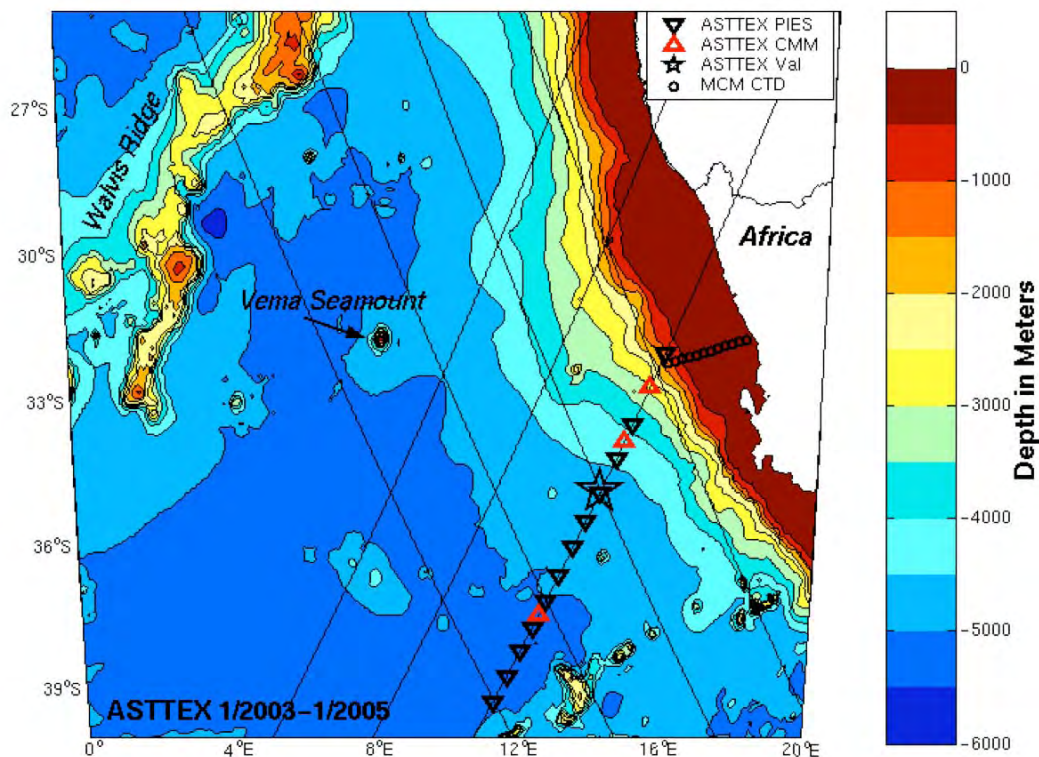 ASTTEX PIES
ASTTEX CMM
ASTTEX Val
MCM CTD
27°S
30°S
33°S
36°S
39°S
Walvis Ridge
Vema Seamount
Africa
ASTTEX 1/2003-1/2005
0°
4°E
8°E
12°E
16°E
20°E
0
-1000
-2000
-3000
-4000
-5000
-6000
Depth in Meters